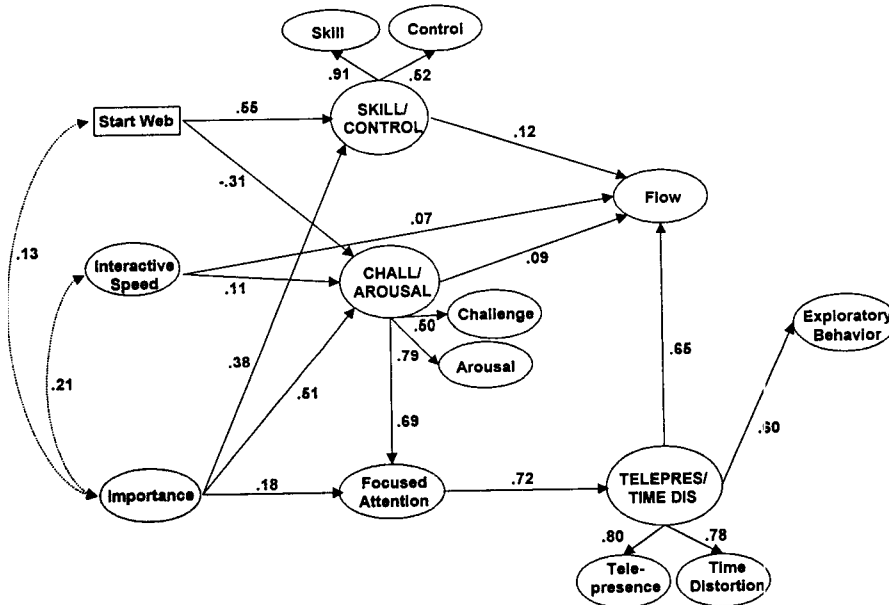 Skill
Control
.91
.52
Start Web
.55
SKILL/
CONTROL
.12
-.31
Flow
.07
.13
Interactive
Speed
.11
CHALL/
AROUSAL
.09
Challenge
.50
Exploratory
Behavior
.38
.79
Arousal
.65
.21
.51
.60
.69
Importance
.18
Focused
Attention
.72
TELEPRES/
TIME DIS
.80
.78
Tele-
presence
Time
Distortion